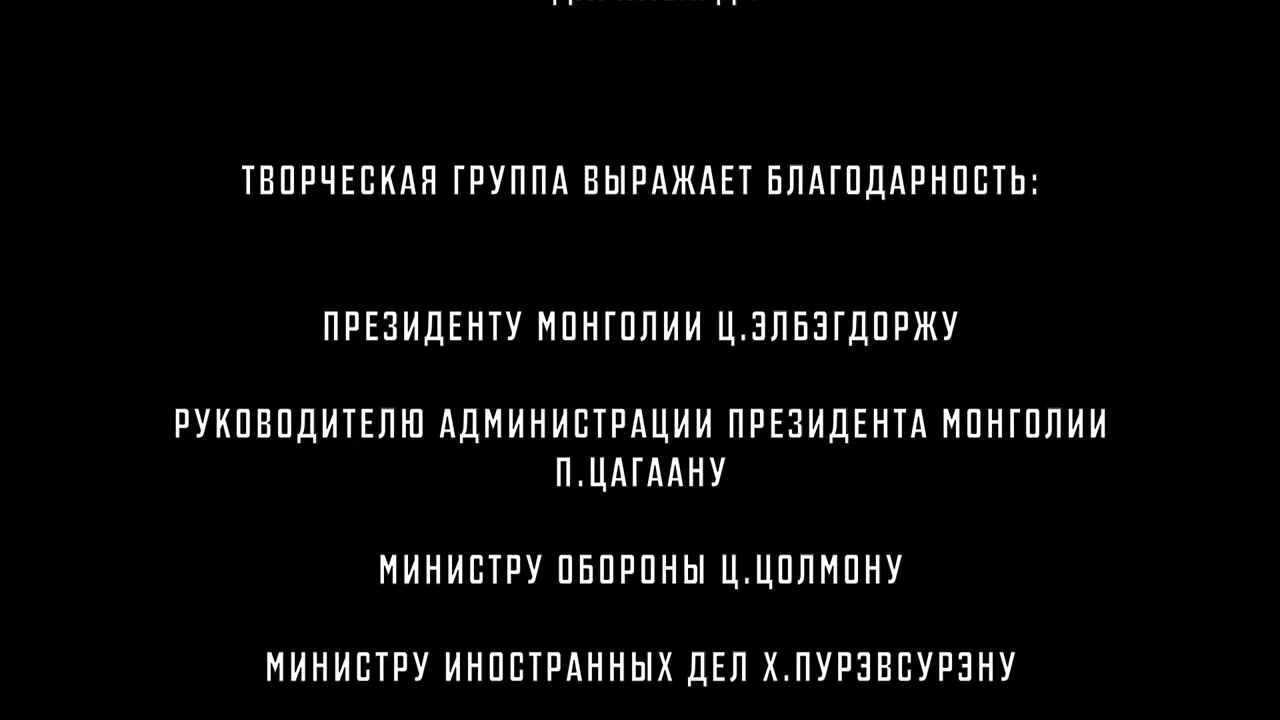 ТВОРЧЕСКАЯ ГРУППА ВЫРАЖАЕТ БЛАГОДАРНОСТЬ:
ПРЕЗИДЕНТУ МОНГОЛИИ Ц.ЭЛБЭГДОРЖУ
РУКОВОДИТЕЛЮ АДМИНИСТРАЦИИ ПРЕЗИДЕНТА МОНГОЛИИ
П.ЦАГААНУ
МИНИСТРУ ОБОРОНЫ Ц.ЦОЛМОНУ
МИНИСТРУ ИНОСТРАННЫХ ДЕЛ Х.ПУРЭВСУРЭНУ